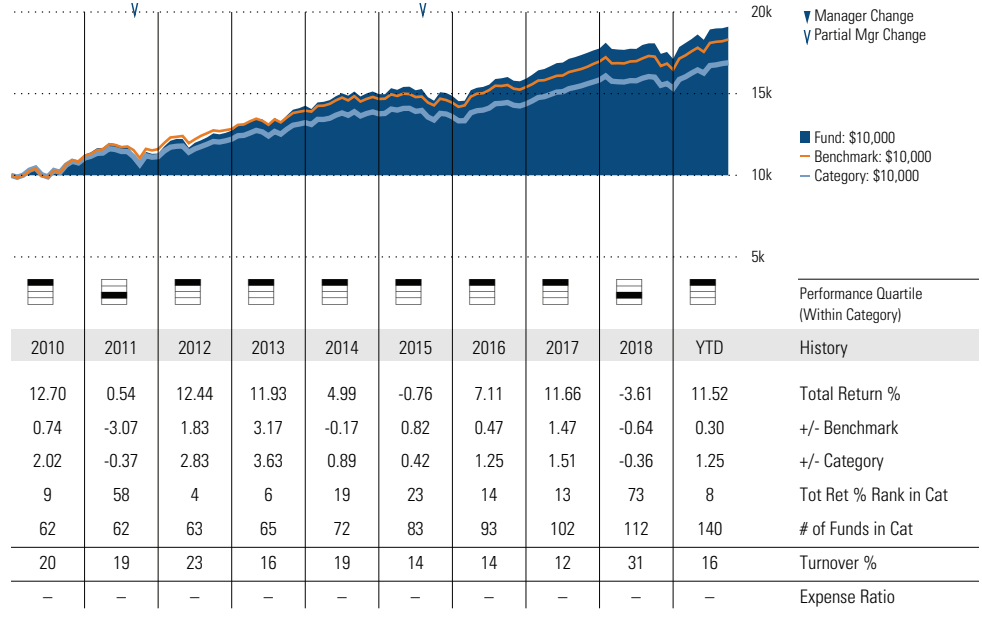 20k
Manager Change
Partial Mgr Change
15k
Fund: $10,000
Benchmark: $10,000
Category: $10,000
10k
5k
Performance Quartile
(Within Category)
2010 2011 2012 2013 2014 2015 2016 2017 2018 YTD History
12.70 0.54 12.44 11.93 4.99 -0.76 7.11 11.66 -3.61 11.52 Total Return %
0.74 -3.07 1.83 3.17 -0.17 0.82 0.47 1.47 -0.64 0.30 +/- Benchmark
2.02 -0.37 2.83 3.63 0.89 0.42 1.25 1.51 -0.36 1.25 +/- Category
9 58 4 6 19 23 14 13 73 8 Tot Ret % Rank in Cat
62 62 63 65 72 83 93 102 112 140 # of Funds in Cat
20 19 23 16 19 14 14 12 31 16 Turnover %
– – – – – – – – – – Expense Ratio